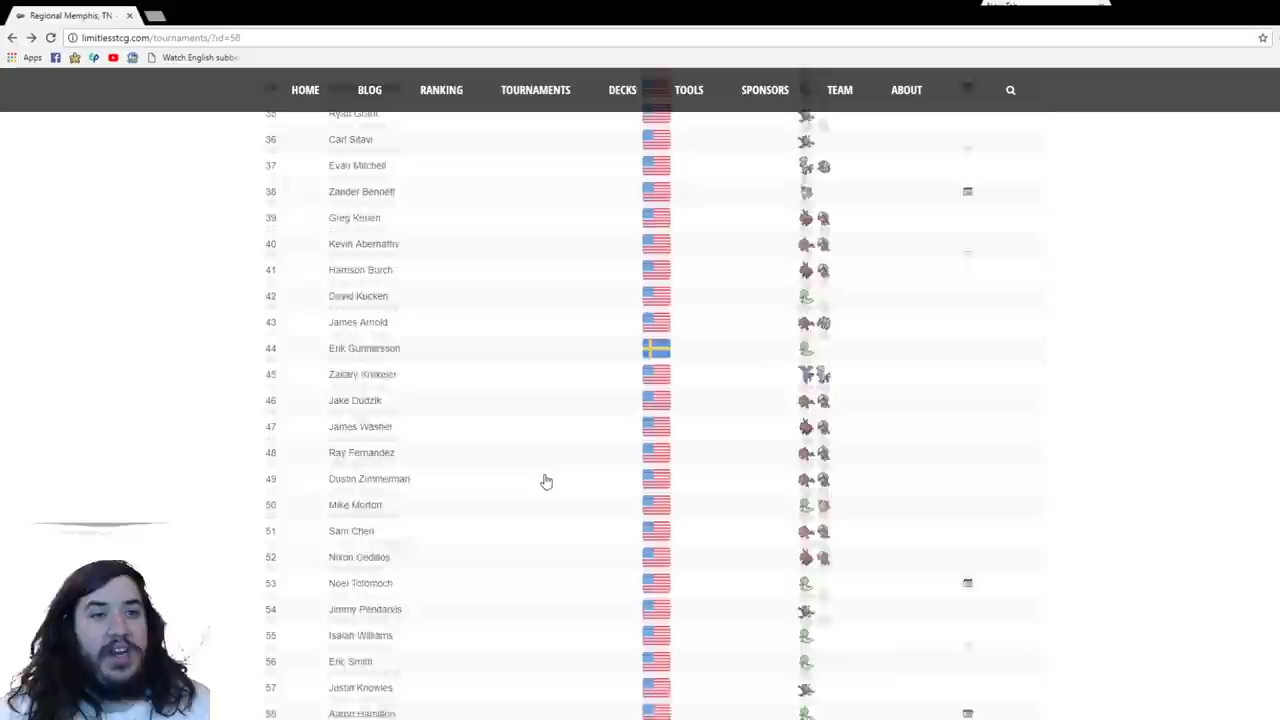 Regional Memphis, TN
limitlesstcg.com/tournaments/?id=58
Apps
Watch English subbe
HOME BLOG RANKING TOURNAMENTS DECKS TOOLS SPONSORS TEAM ABOUT
35 Ryan Grant
36 Carl Sitavi
37 Evan Mitchell
38 Zander Bennett
39 Greg
40 Kevin Abernathy
41 Harrison Burch
42 David Kucken
43 James Arnold
44 Erik Gunnarsson
45 Zakary
46 Jake Dudzik
47 James
48 Ray Fernandez
49 Dustin Zimmerman
50 Mike Morton
51 Sam Chen
52 Nikon Cedillos
53 Noel Totomoch
54 Jimmy Pendarvis
55 Isaiah Williams
56 Eric Smith
57 Justin Knowles
58 Aaron Hamilton